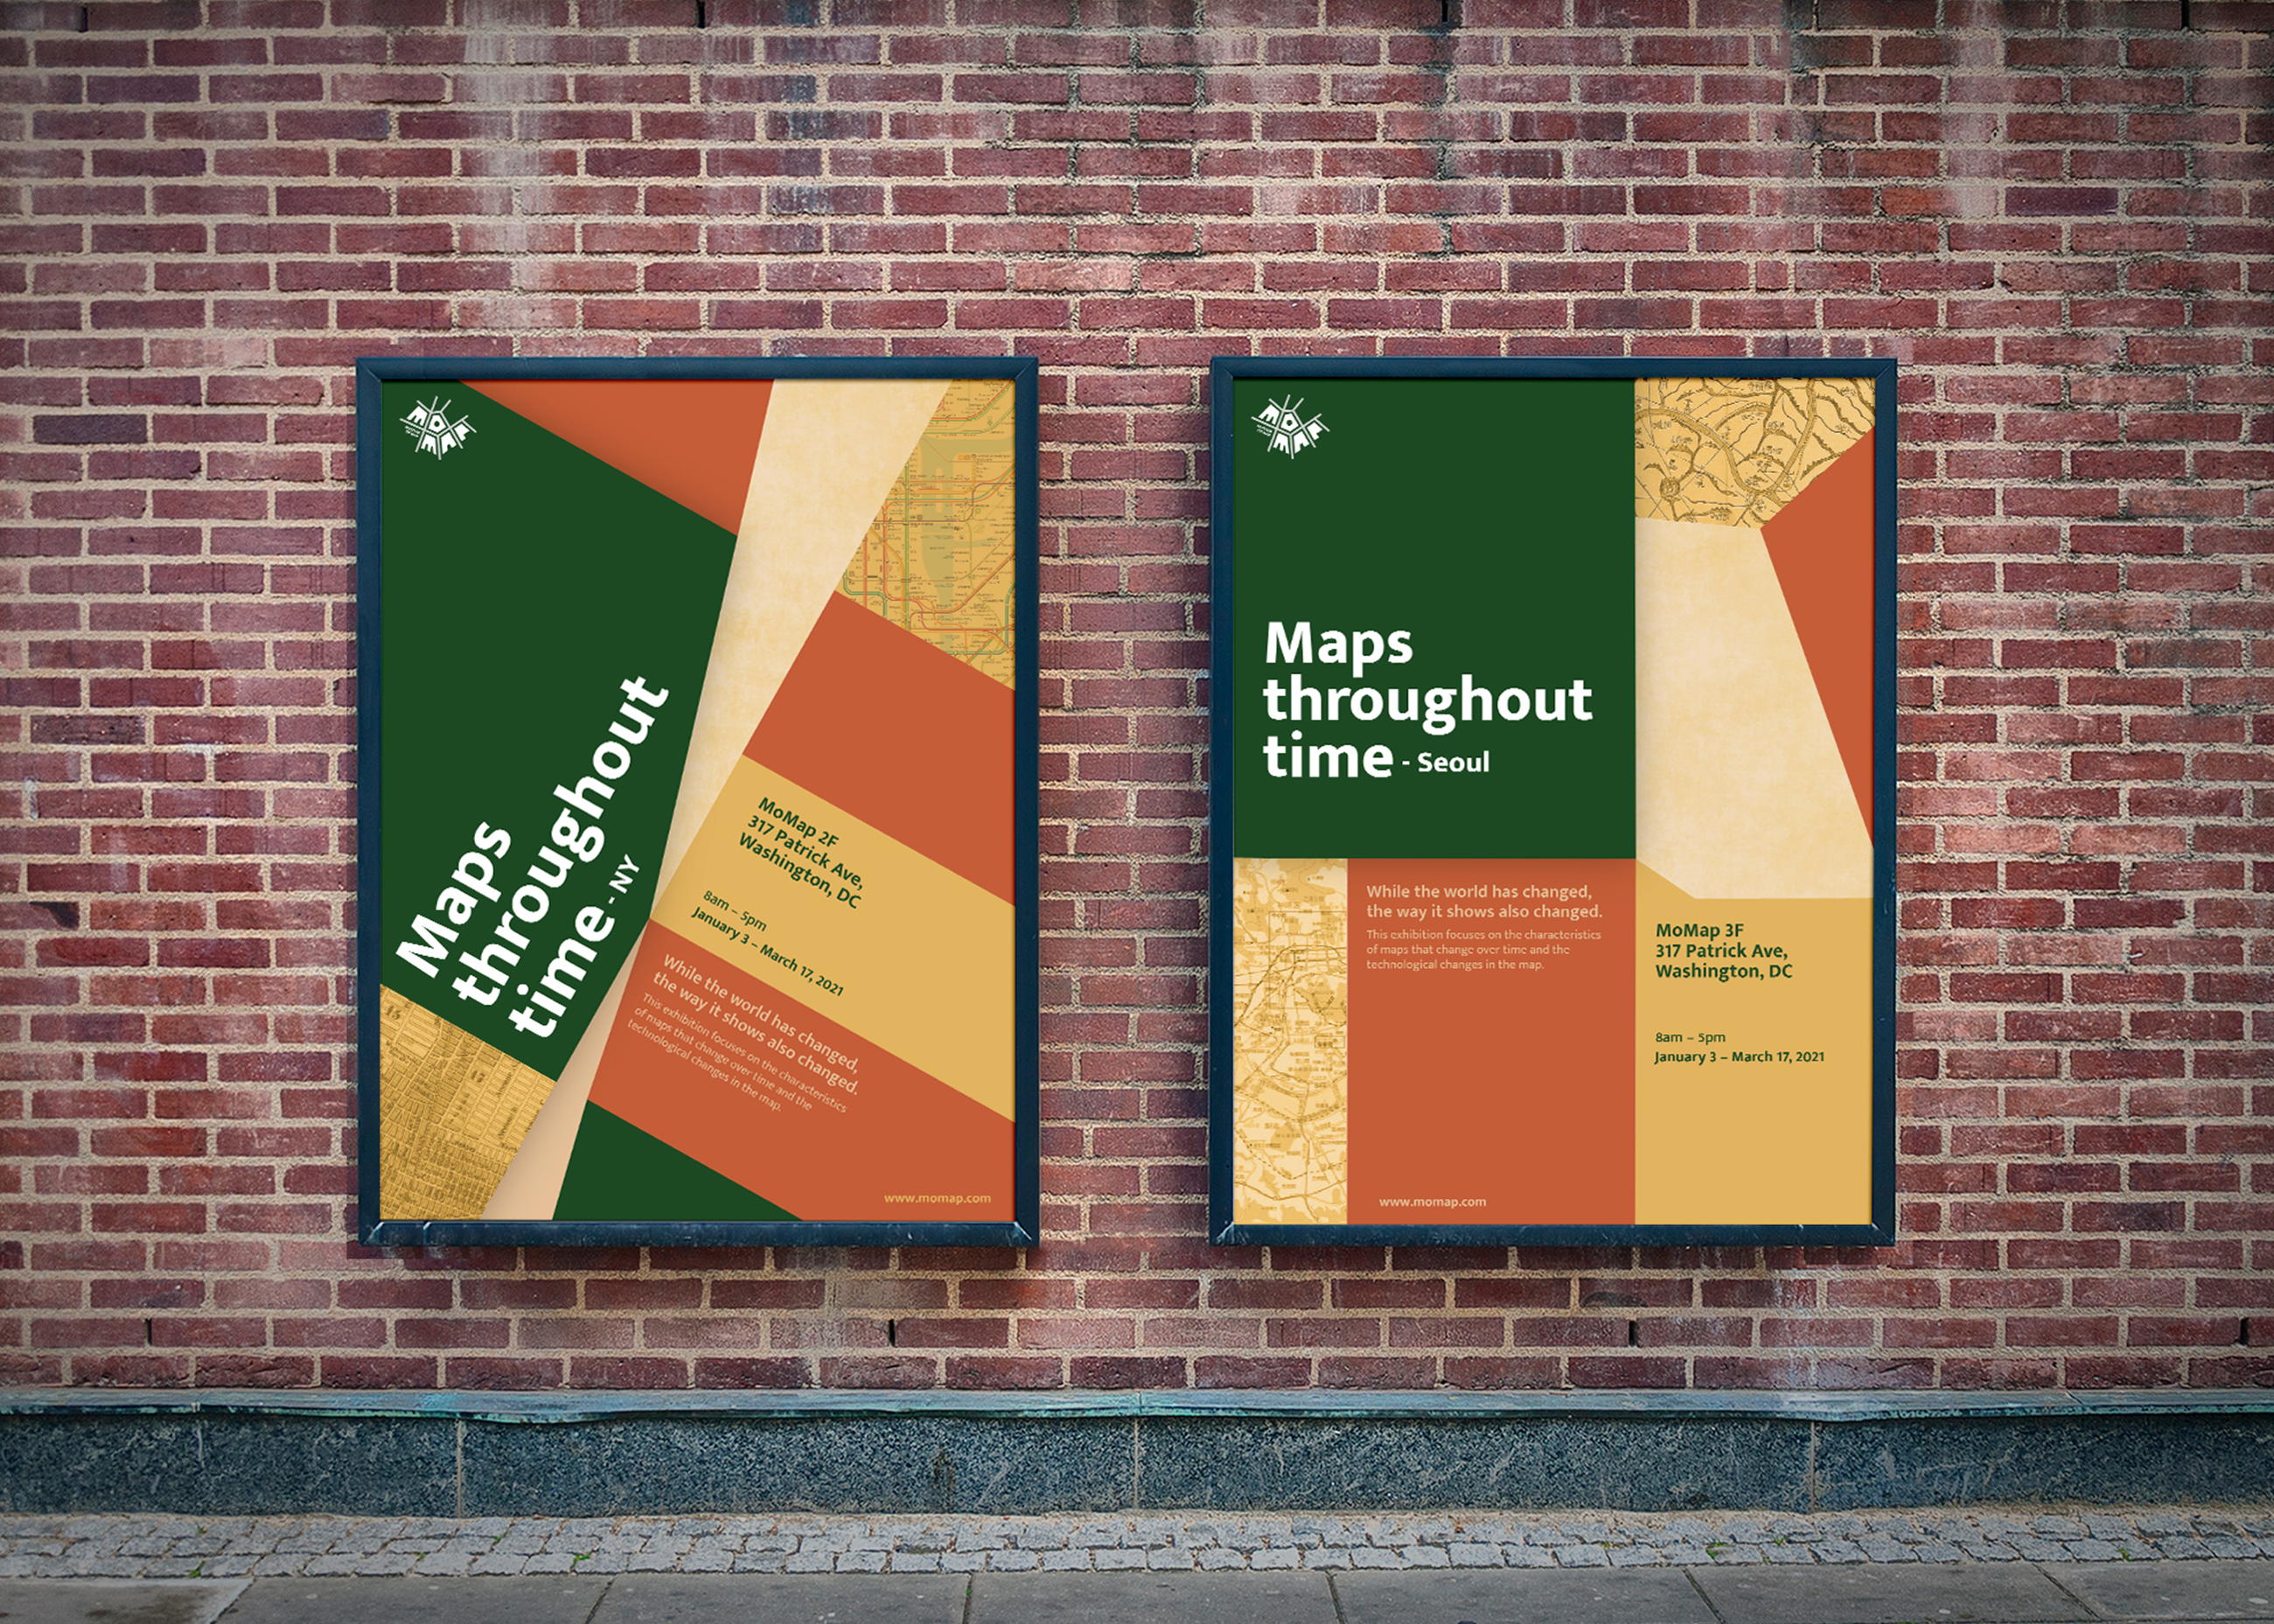 MO
MAP
Maps
throughout
time - NY
MoMap 2F
317 Patrick Ave,
Washington, DC
8am – 5pm
January 3 – March 17, 2021
While the world has changed,
the way it shows also changed.
This exhibition focuses on the characteristics
of maps that change over time and the
technological changes in the map.
www.momap.com
MO
MAP
Maps
throughout
time - Seoul
While the world has changed,
the way it shows also changed.
This exhibition focuses on the characteristics
of maps that change over time and the
technological changes in the map.
www.momap.com
MoMap 3F
317 Patrick Ave,
Washington, DC
8am – 5pm
January 3 – March 17, 2021